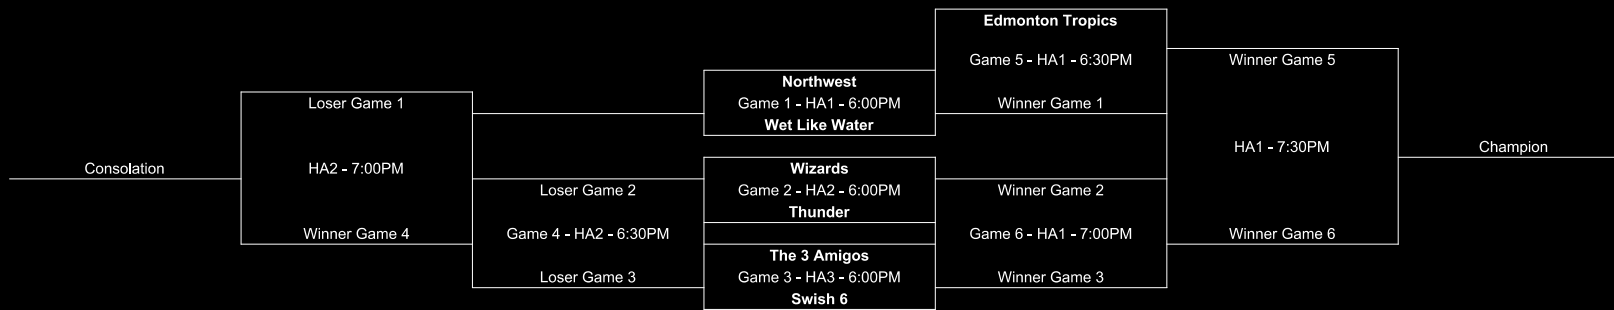 Edmonton Tropics
Game 5 - HA1 - 6:30PM
Winner Game 5
Northwest
Loser Game 1
Game 1 - HA1 - 6:00PM
Winner Game 1
Wet Like Water
HA1 - 7:30PM
Champion
Consolation
HA2 - 7:00PM
Wizards
Loser Game 2
Game 2 - HA2 - 6:00PM
Winner Game 2
Thunder
Winner Game 4
Game 4 - HA2 - 6:30PM
Game 6 - HA1 - 7:00PM
Winner Game 6
The 3 Amigos
Loser Game 3
Game 3 - HA3 - 6:00PM
Winner Game 3
Swish 6